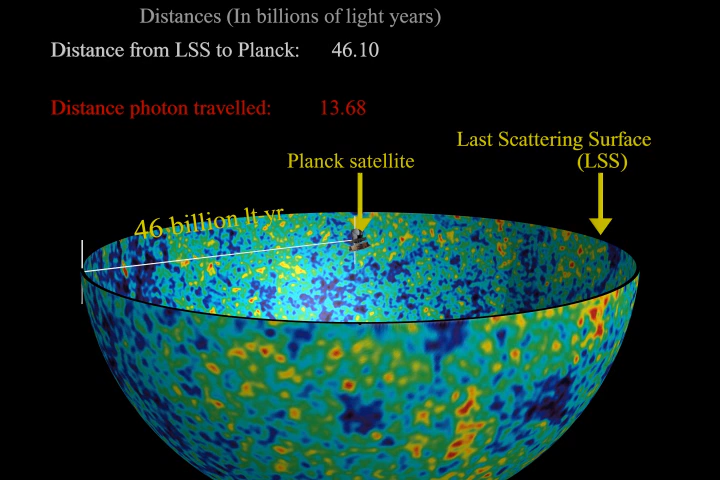 Distances (In billions of light years)
Distance from LSS to Planck: 46.10
Distance photon travelled: 13.68
Last Scattering Surface
(LSS)
Planck satellite
46 billion lt yr